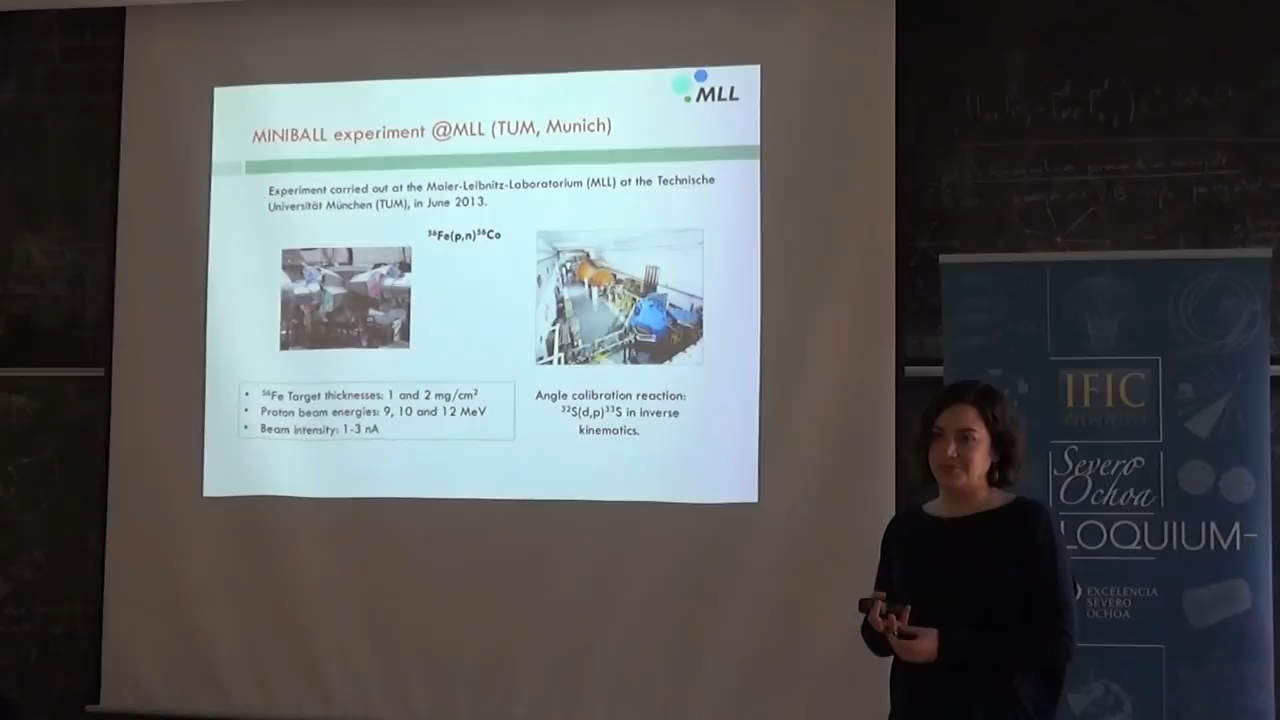 MLL
MINIBALL experiment @MLL (TUM, Munich)
Experiment carried out at the Maier-Leibnitz-Laboratorium (MLL) at the Technische
Universität München (TUM), in June 2013.
⁵⁶Fe(p,n)⁵⁶Co
• ⁵⁶Fe Target thicknesses: 1 and 2 mg/cm²
• Proton beam energies: 9, 10 and 12 MeV
• Beam intensity: 1-3 nA
Angle calibration reaction:
³²S(d,p)³³S in inverse
kinematics.
IFIC
Severo
Ochoa
LOQUIUM-
EXCELENCIA
SEVERO
OCHOA